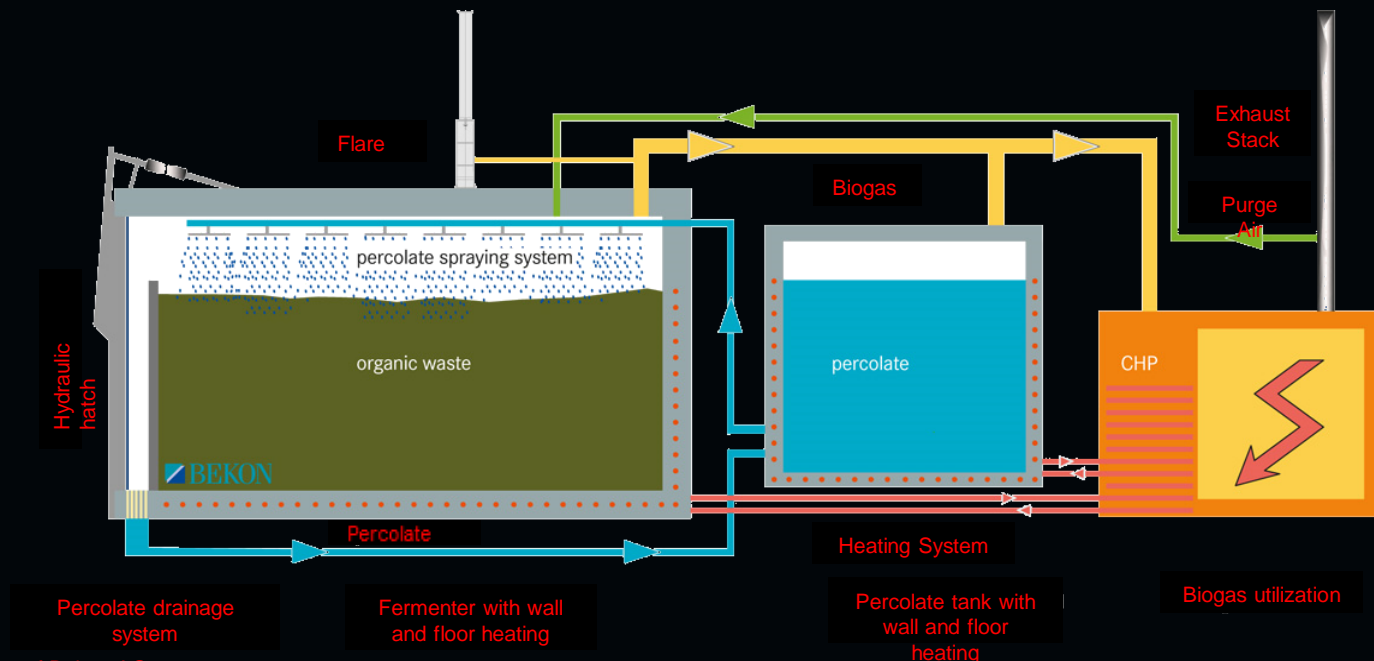 Flare
Exhaust
Stack
Biogas
Purge
Air
percolate spraying system
organic waste
percolate
CHP
Hydraulic
hatch
BEKON
Percolate
Heating System
Percolate drainage
system
Fermenter with wall
and floor heating
Percolate tank with
wall and floor
heating
Biogas utilization